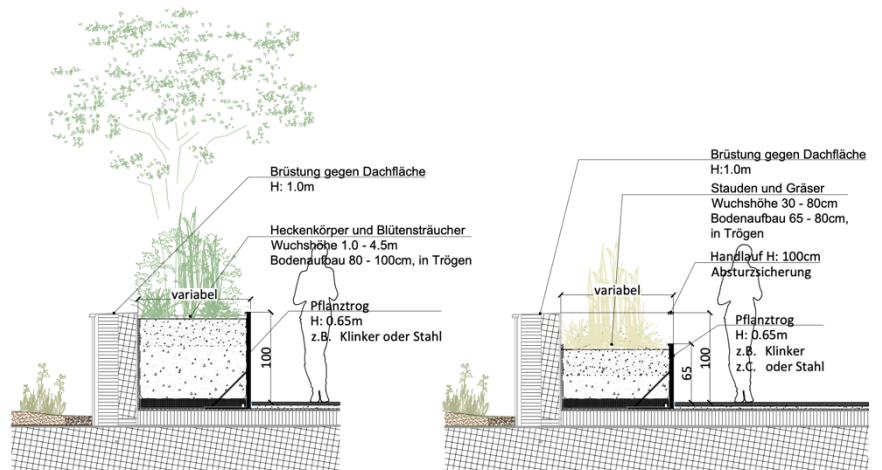 Brüstung gegen Dachfläche
H: 1.0m
Heckenkörper und Blütensträucher
Wuchshöhe 1.0 - 4.5m
Bodenaufbau 80 - 100cm, in Trögen
variabel
Pflanztrog
H: 0.65m
z.B. Klinker oder Stahl
100
Brüstung gegen Dachfläche
H:1.0m
Stauden und Gräser
Wuchshöhe 30 - 80cm
Bodenaufbau 65 - 80cm,
in Trögen
Handlauf H: 100cm
Absturzsicherung
variabel
Pflanztrog
H: 0.65m
z.B. Klinker
z.C. oder Stahl
65
100